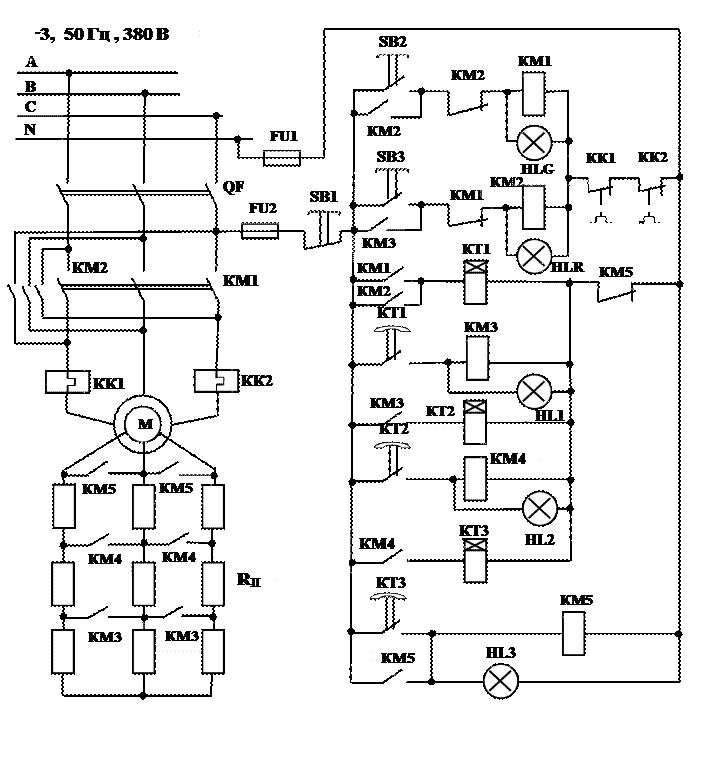 -3, 50 Гц , 380 В
A
B
C
N
FU1
QF
FU2
SB1
KM2
KM1
KK1
KK2
M
KM5
KM5
KM4
KM4
RП
KM3
KM3
SB2
KM1
KM2
KM2
HLG
KK1
KK2
SB3
KM1
KM2
KM3
HLR
KM1
KT1
KM5
KM2
KT1
KM3
HL1
KM3
KT2
KT2
KM4
HL2
KT3
KM4
KT3
KM5
KM5
HL3